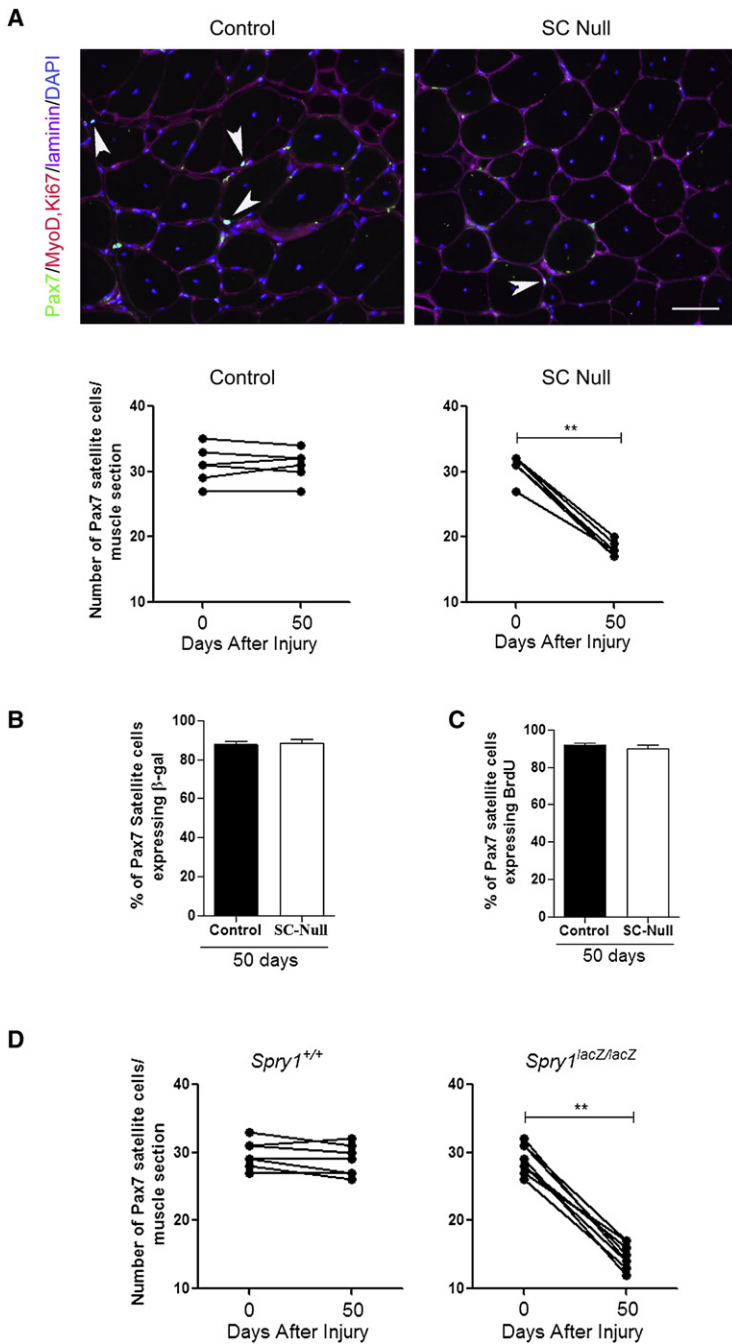 A
Control
SC Null
Pax7/MyoD,Ki67/laminin/DAPI
Control
SC Null
Number of Pax7 satellite cells/
muscle section
40
30
20
10
0
50
Days After Injury
**
40
30
20
10
0
50
Days After Injury
B
% of Pax7 Satellite cells
expressing β-gal
100
80
60
40
20
0
Control
SC-Null
50 days
C
% of Pax7 satellite cells
expressing BrdU
100
80
60
40
20
0
Control
SC-Null
50 days
D
Spry1+/+
Spry1lacZ/lacZ
Number of Pax7 satellite cells/
muscle section
40
30
20
10
0
50
Days After Injury
**
40
30
20
10
0
50
Days After Injury